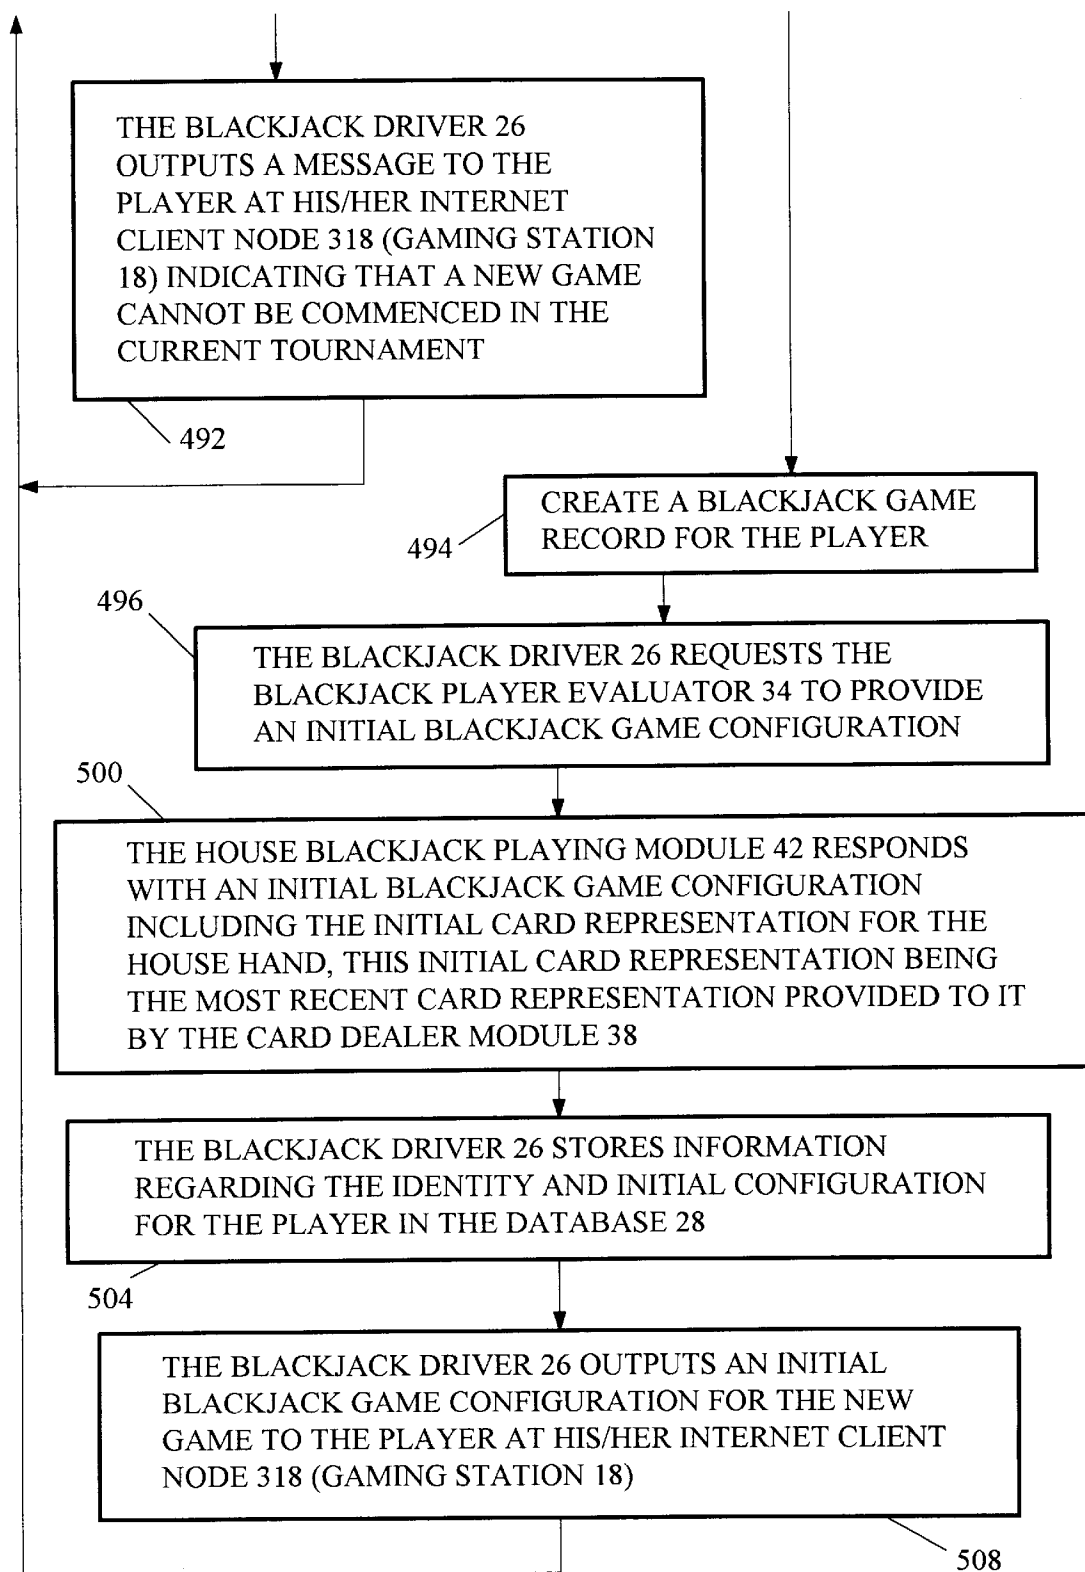 THE BLACKJACK DRIVER 26
OUTPUTS A MESSAGE TO THE
PLAYER AT HIS/HER INTERNET
CLIENT NODE 318 (GAMING STATION
18) INDICATING THAT A NEW GAME
CANNOT BE COMMENCED IN THE
CURRENT TOURNAMENT
492
CREATE A BLACKJACK GAME
RECORD FOR THE PLAYER
494
496
THE BLACKJACK DRIVER 26 REQUESTS THE
BLACKJACK PLAYER EVALUATOR 34 TO PROVIDE
AN INITIAL BLACKJACK GAME CONFIGURATION
500
THE HOUSE BLACKJACK PLAYING MODULE 42 RESPONDS
WITH AN INITIAL BLACKJACK GAME CONFIGURATION
INCLUDING THE INITIAL CARD REPRESENTATION FOR THE
HOUSE HAND, THIS INITIAL CARD REPRESENTATION BEING
THE MOST RECENT CARD REPRESENTATION PROVIDED TO IT
BY THE CARD DEALER MODULE 38
THE BLACKJACK DRIVER 26 STORES INFORMATION
REGARDING THE IDENTITY AND INITIAL CONFIGURATION
FOR THE PLAYER IN THE DATABASE 28
504
THE BLACKJACK DRIVER 26 OUTPUTS AN INITIAL
BLACKJACK GAME CONFIGURATION FOR THE NEW
GAME TO THE PLAYER AT HIS/HER INTERNET CLIENT
NODE 318 (GAMING STATION 18)
508